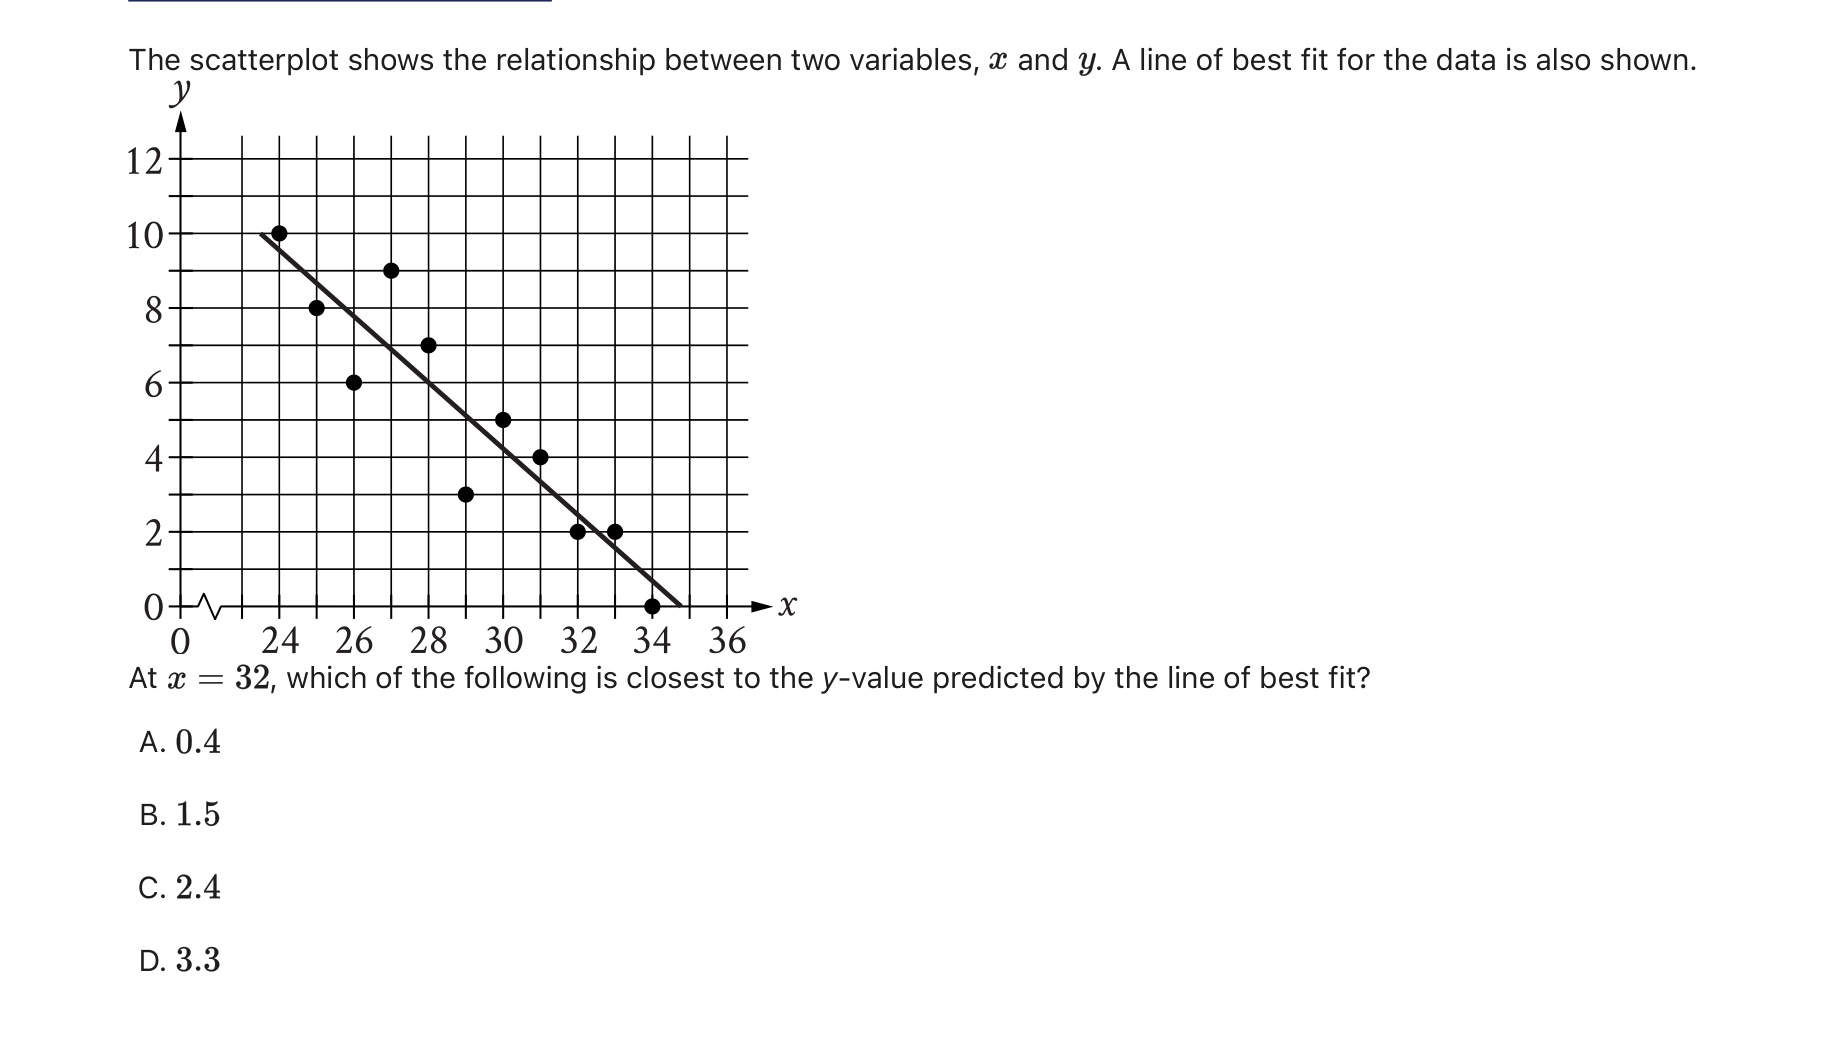 The scatterplot shows the relationship between two variables, x and y. A line of best fit for the data is also shown.
y
12
10
8
6
4
2
0
x
0 24 26 28 30 32 34 36
At x = 32, which of the following is closest to the y-value predicted by the line of best fit?
A. 0.4
B. 1.5
C. 2.4
D. 3.3